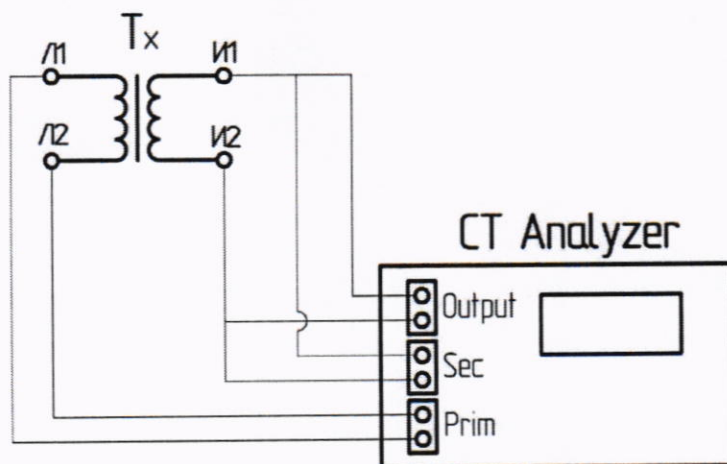 Tx
Л1
И1
Л2
И2
CT Analyzer
Output
Sec
Prim